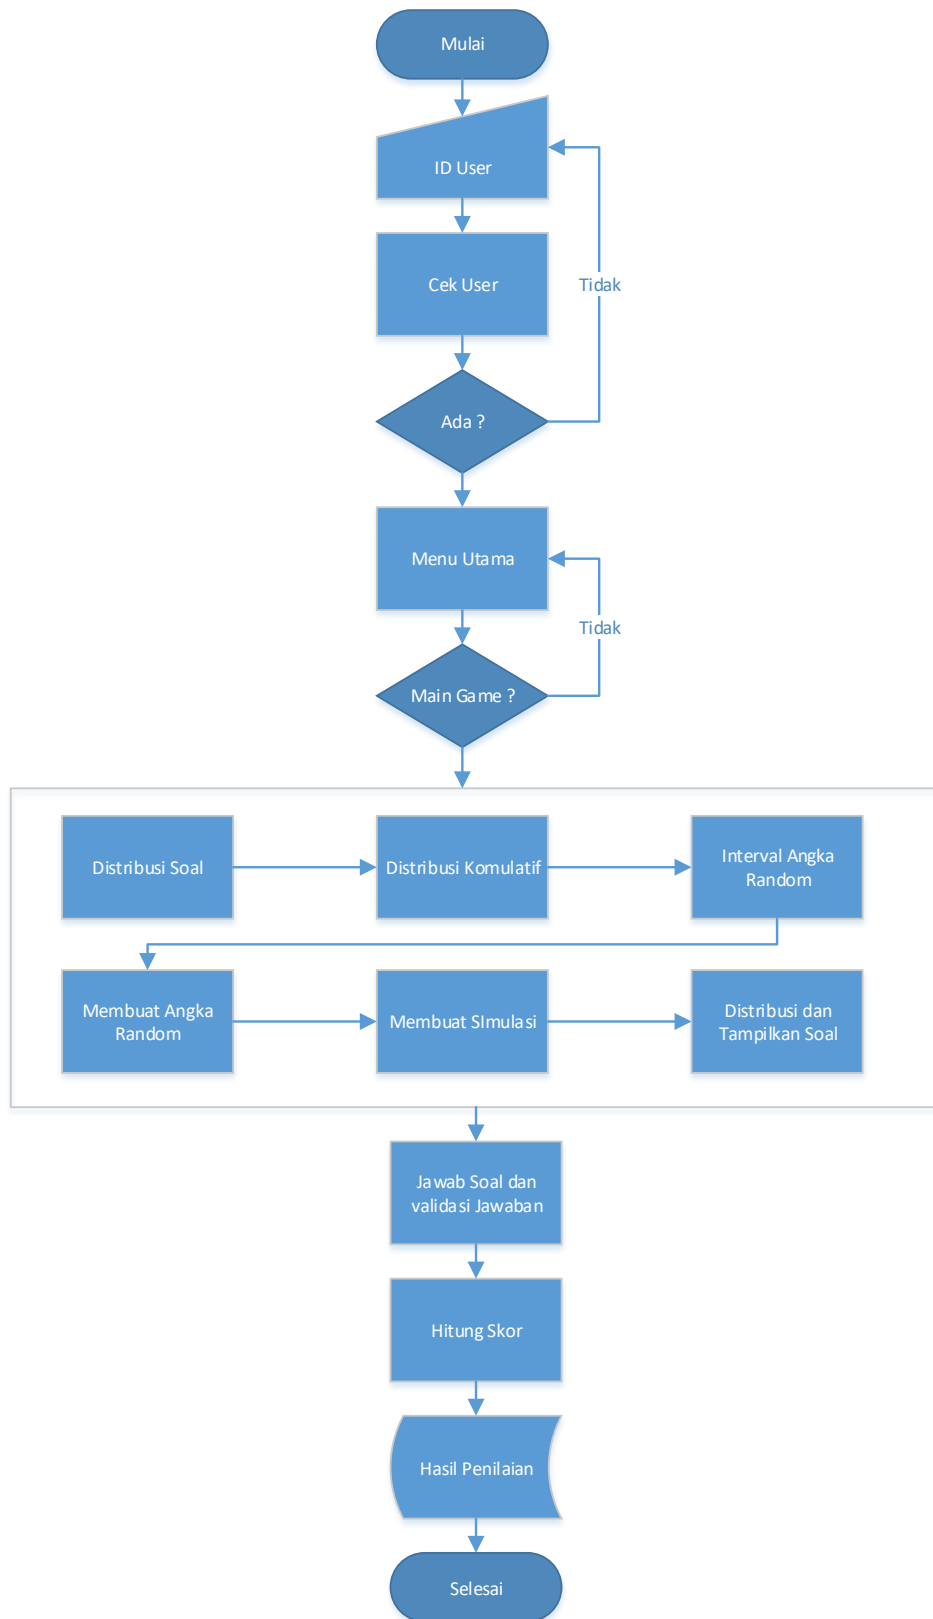 Mulai
ID User
Cek User
Tidak
Ada ?
Menu Utama
Tidak
Main Game ?
Distribusi Soal
Distribusi Komulatif
Interval Angka
Random
Membuat Angka
Random
Membuat SImulasi
Distribusi dan
Tampilkan Soal
Jawab Soal dan
validasi Jawaban
Hitung Skor
Hasil Penilaian
Selesai